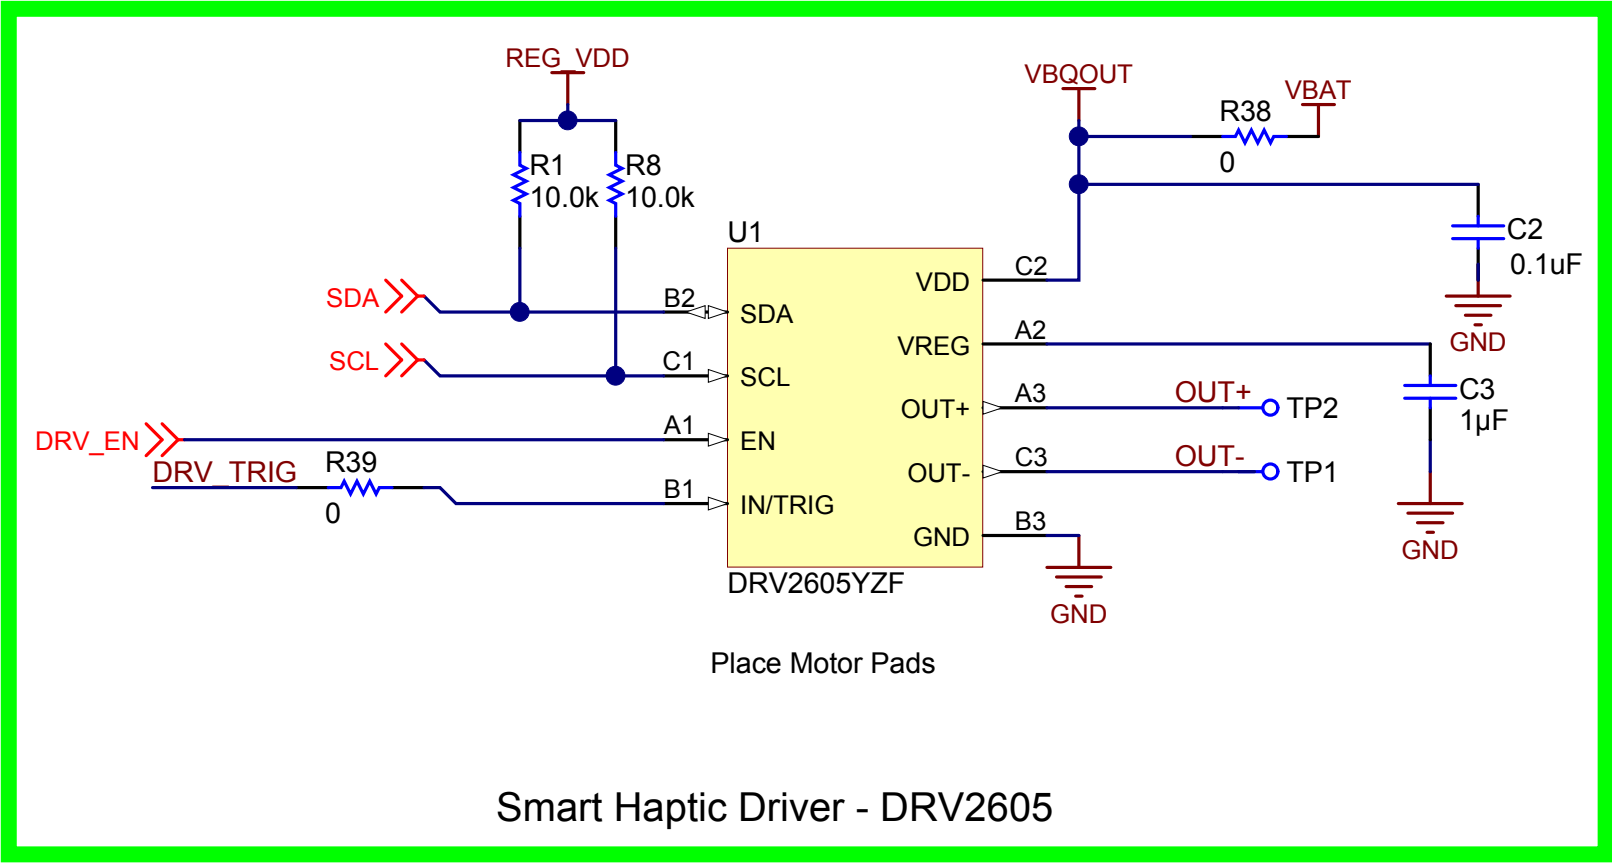 REG_VDD
VBQOUT
VBAT
R38
0
R1
10.0k
R8
10.0k
U1
C2
0.1uF
GND
SDA
B2
SDA
VDD
C2
SCL
C1
SCL
VREG
A2
C3
1µF
GND
DRV_EN
A1
EN
OUT+
A3
OUT+
TP2
DRV_TRIG
R39
0
B1
IN/TRIG
OUT-
C3
OUT-
TP1
GND
B3
GND
DRV2605YZF
Place Motor Pads
Smart Haptic Driver - DRV2605